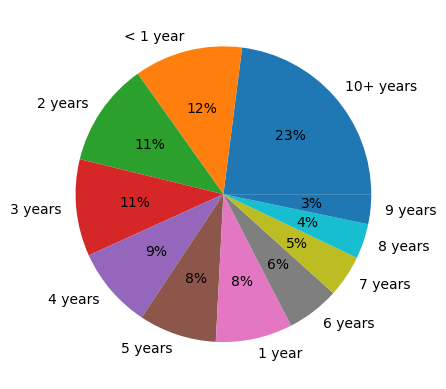 < 1 year
10+ years
2 years
3 years
4 years
5 years
1 year
6 years
7 years
8 years
9 years
23%
12%
11%
11%
9%
8%
8%
6%
5%
4%
3%